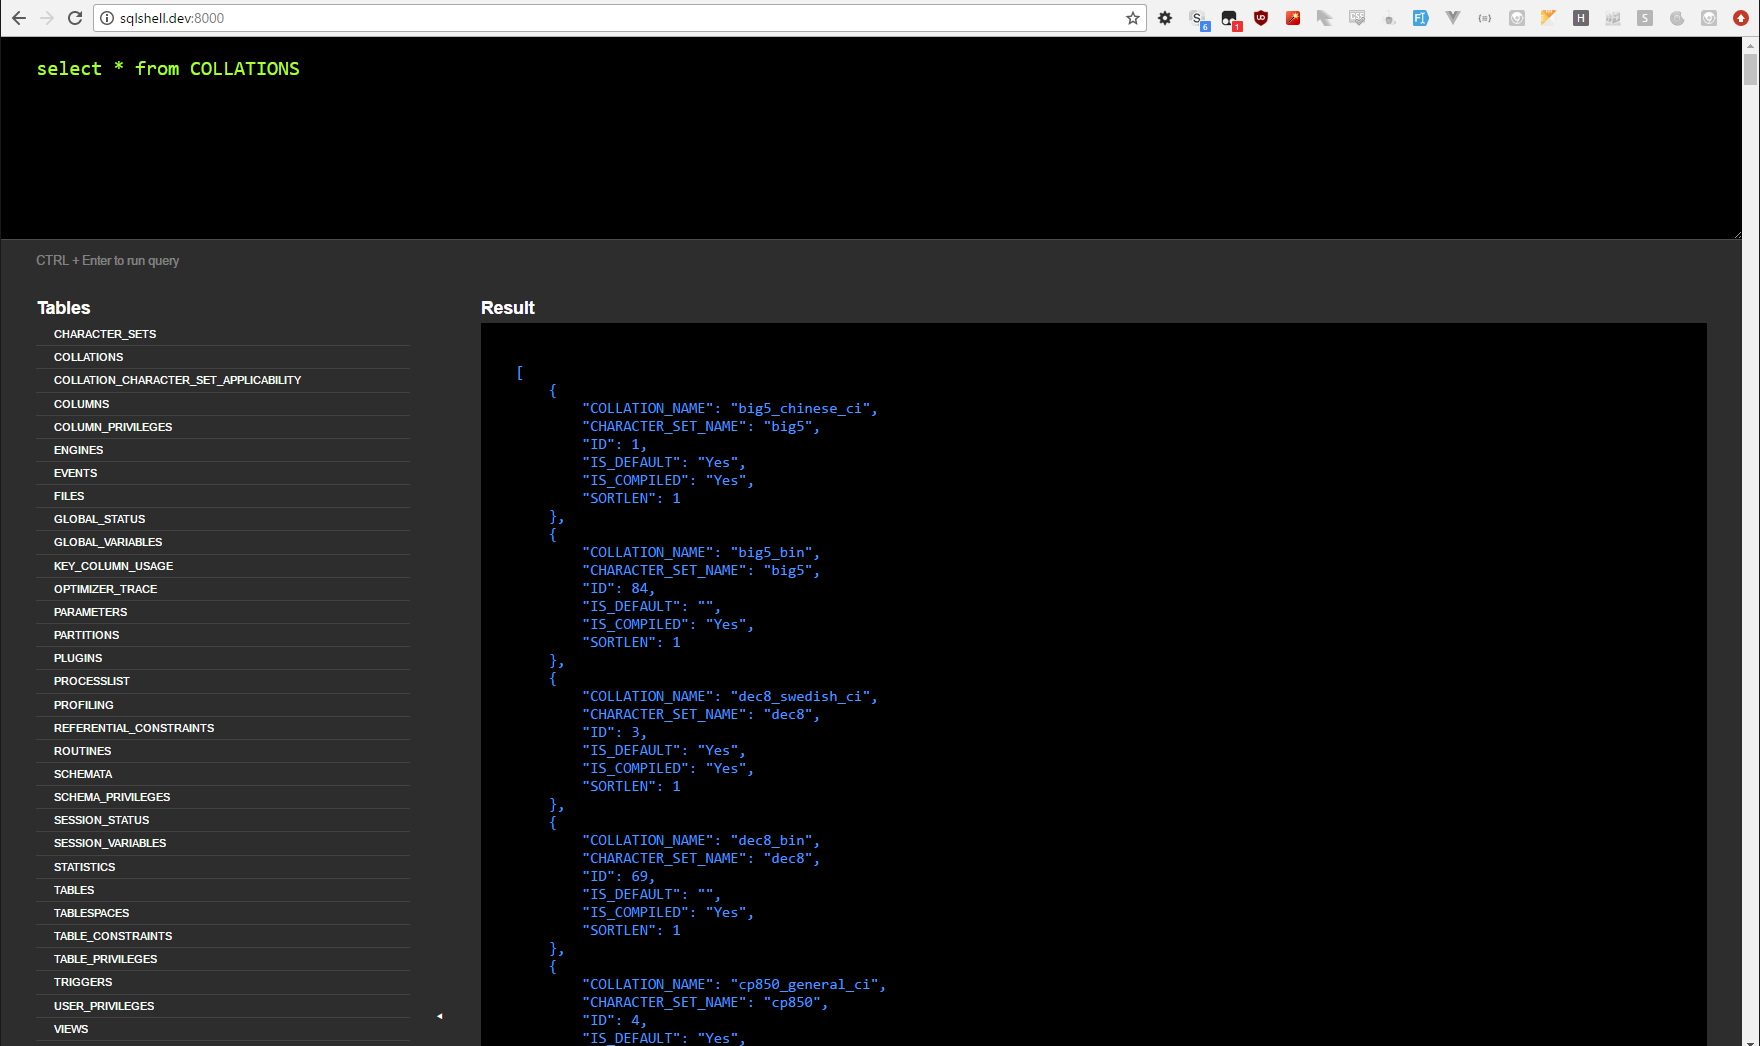 sqlshell.dev:8000
select * from COLLATIONS
CTRL + Enter to run query
Tables
CHARACTER_SETS
COLLATIONS
COLLATION_CHARACTER_SET_APPLICABILITY
COLUMNS
COLUMN_PRIVILEGES
ENGINES
EVENTS
FILES
GLOBAL_STATUS
GLOBAL_VARIABLES
KEY_COLUMN_USAGE
OPTIMIZER_TRACE
PARAMETERS
PARTITIONS
PLUGINS
PROCESSLIST
PROFILING
REFERENTIAL_CONSTRAINTS
ROUTINES
SCHEMATA
SCHEMA_PRIVILEGES
SESSION_STATUS
SESSION_VARIABLES
STATISTICS
TABLES
TABLESPACES
TABLE_CONSTRAINTS
TABLE_PRIVILEGES
TRIGGERS
USER_PRIVILEGES
VIEWS
Result
[
{
"COLLATION_NAME": "big5_chinese_ci",
"CHARACTER_SET_NAME": "big5",
"ID": 1,
"IS_DEFAULT": "Yes",
"IS_COMPILED": "Yes",
"SORTLEN": 1
},
{
"COLLATION_NAME": "big5_bin",
"CHARACTER_SET_NAME": "big5",
"ID": 84,
"IS_DEFAULT": "",
"IS_COMPILED": "Yes",
"SORTLEN": 1
},
{
"COLLATION_NAME": "dec8_swedish_ci",
"CHARACTER_SET_NAME": "dec8",
"ID": 3,
"IS_DEFAULT": "Yes",
"IS_COMPILED": "Yes",
"SORTLEN": 1
},
{
"COLLATION_NAME": "dec8_bin",
"CHARACTER_SET_NAME": "dec8",
"ID": 69,
"IS_DEFAULT": "",
"IS_COMPILED": "Yes",
"SORTLEN": 1
},
{
"COLLATION_NAME": "cp850_general_ci",
"CHARACTER_SET_NAME": "cp850",
"ID": 4,
"IS_DEFAULT": "Yes",